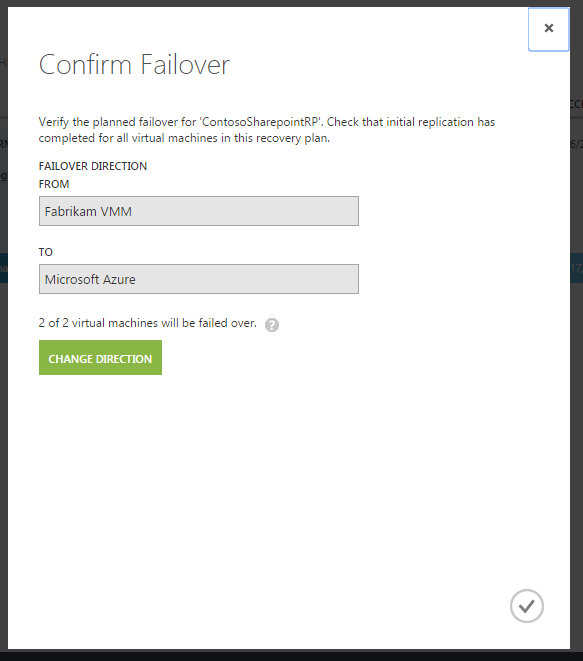 ×
Confirm Failover
Verify the planned failover for 'ContosoSharepointRP'. Check that initial replication has
completed for all virtual machines in this recovery plan.
FAILOVER DIRECTION
FROM
Fabrikam VMM
TO
Microsoft Azure
2 of 2 virtual machines will be failed over. ?
CHANGE DIRECTION